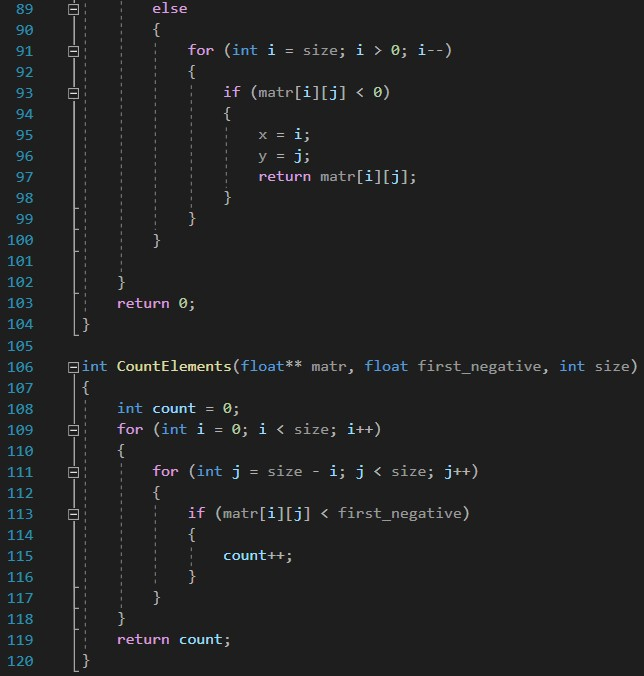 89 else
90 {
91 for (int i = size; i > 0; i--)
92 {
93 if (matr[i][j] < 0)
94 {
95 x = i;
96 y = j;
97 return matr[i][j];
98 }
99 }
100 }
101
102 }
103 return 0;
104 }
105
106 int CountElements(float** matr, float first_negative, int size)
107 {
108 int count = 0;
109 for (int i = 0; i < size; i++)
110 {
111 for (int j = size - i; j < size; j++)
112 {
113 if (matr[i][j] < first_negative)
114 {
115 count++;
116 }
117 }
118 }
119 return count;
120 }